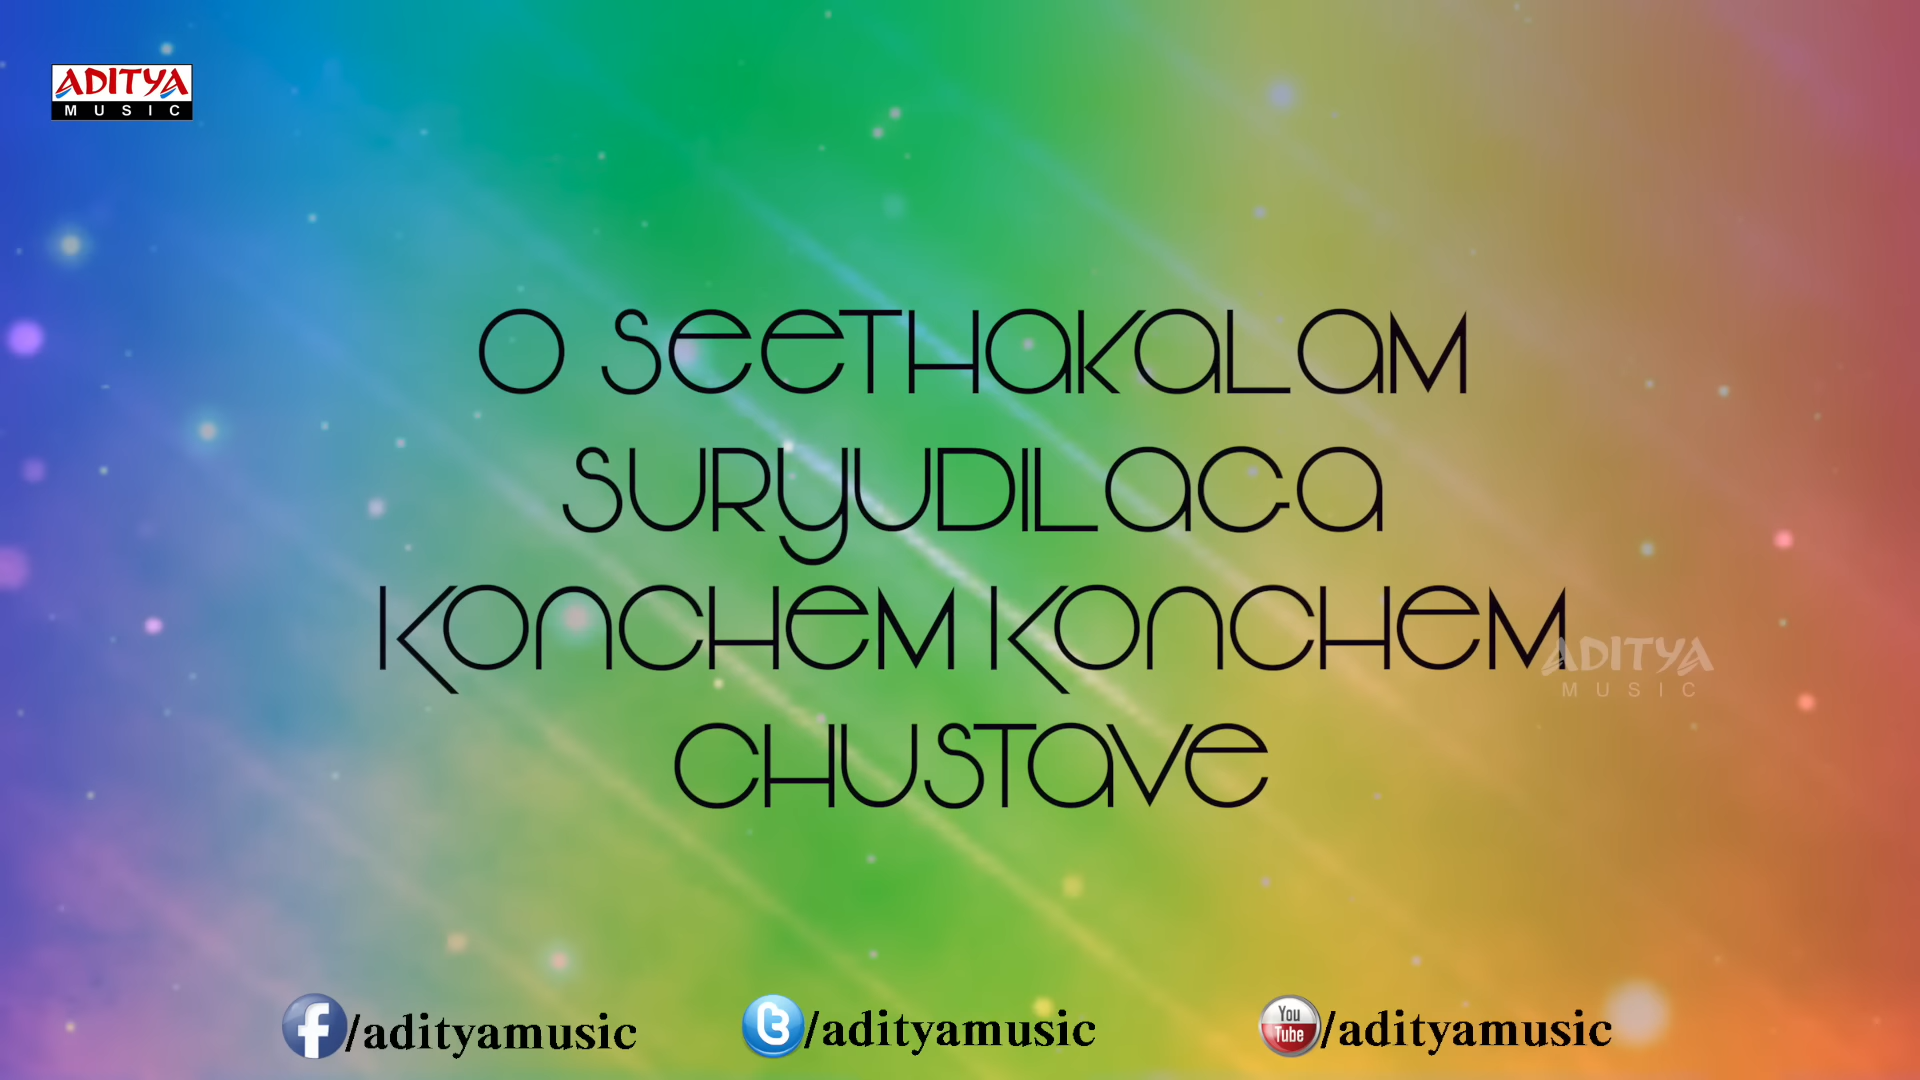 ADITYA
MUSIC
O SEETHAKALAM
SURYUDILAGA
KONCHEM KONCHEM
CHUSTAVE
ADITYA
MUSIC
f/adityamusic
t/adityamusic
You
Tube
/adityamusic